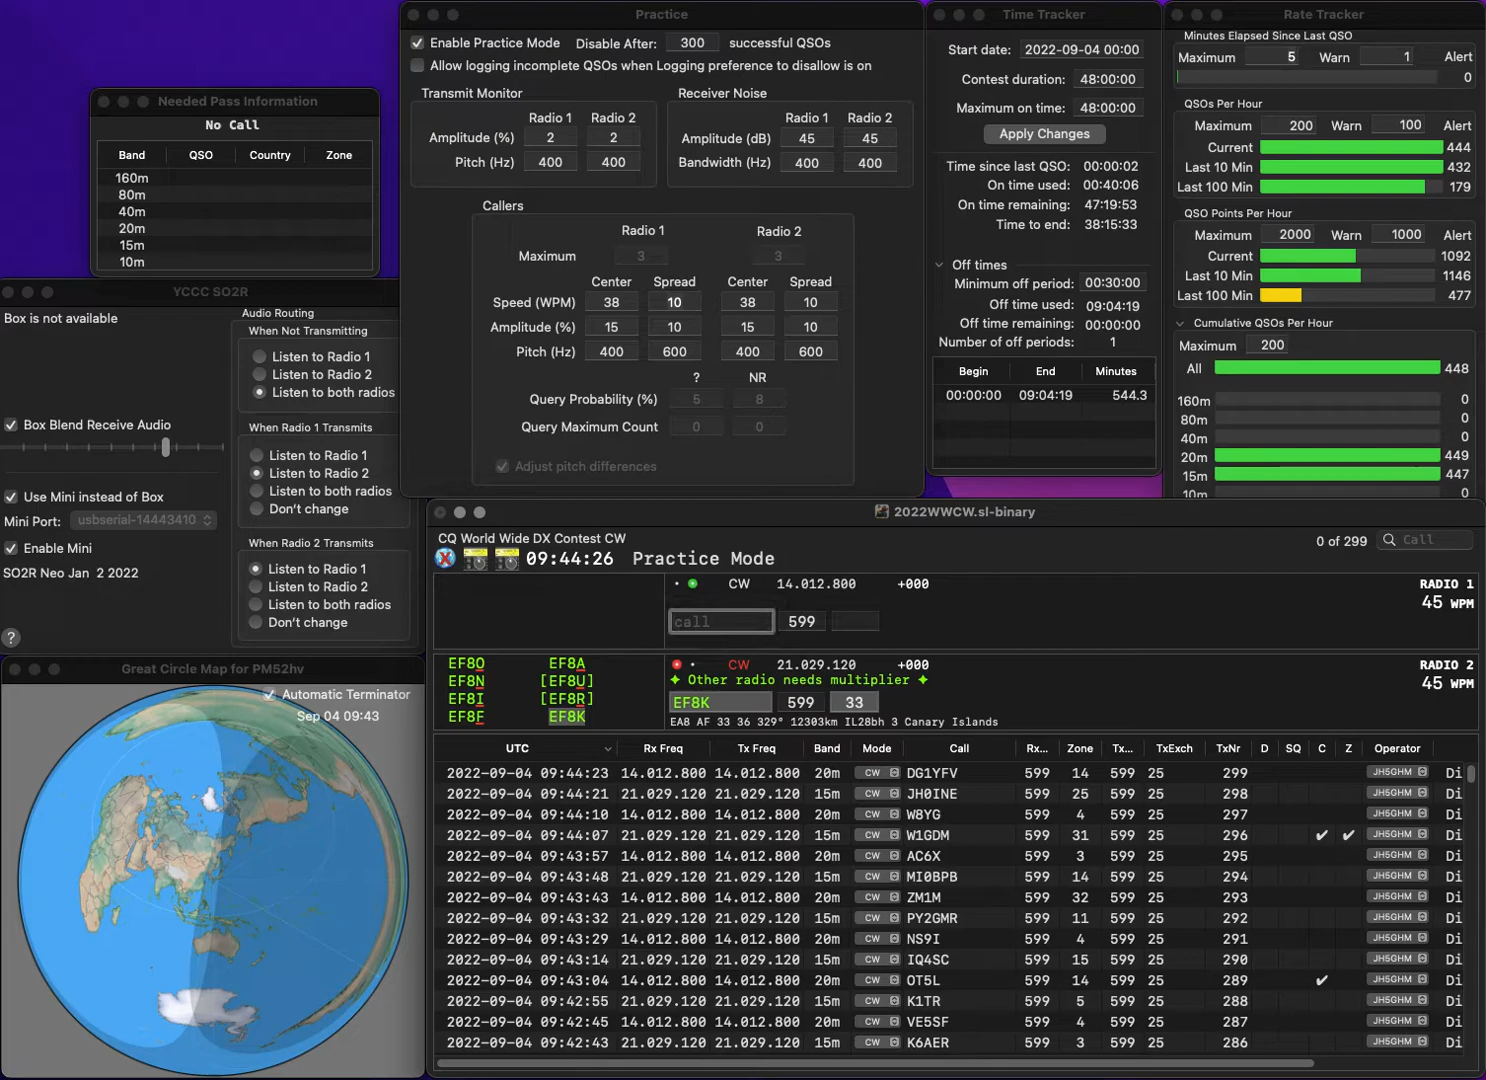 Practice
Enable Practice Mode Disable After: 300 successful QSOs
Allow logging incomplete QSOs when Logging preference to disallow is on
Transmit Monitor
Radio 1 Radio 2
Amplitude (%) 2 2
Pitch (Hz) 400 400
Receiver Noise
Radio 1 Radio 2
Amplitude (dB) 45 45
Bandwidth (Hz) 400 400
Callers
Radio 1 Radio 2
Maximum 3 3
Center Spread Center Spread
Speed (WPM) 38 10 38 10
Amplitude (%) 15 10 15 10
Pitch (Hz) 400 600 400 600
? NR
Query Probability (%) 5 8
Query Maximum Count 0 0
Adjust pitch differences
Time Tracker
Start date: 2022-09-04 00:00
Contest duration: 48:00:00
Maximum on time: 48:00:00
Apply Changes
Time since last QSO: 00:00:02
On time used: 00:40:06
On time remaining: 47:19:53
Time to end: 38:15:33
Off times
Minimum off period: 00:30:00
Off time used: 09:04:19
Off time remaining: 00:00:00
Number of off periods: 1
Begin End Minutes
00:00:00 09:04:19 544.3
Rate Tracker
Minutes Elapsed Since Last QSO
Maximum 5 Warn 1 Alert
0
QSOs Per Hour
Maximum 200 Warn 100 Alert
Current 444
Last 10 Min 432
Last 100 Min 179
QSO Points Per Hour
Maximum 2000 Warn 1000 Alert
Current 1092
Last 10 Min 1146
Last 100 Min 477
Cumulative QSOs Per Hour
Maximum 200
All 448
160m 0
80m 0
40m 0
20m 449
15m 447
10m 0
Needed Pass Information
No Call
Band QSO Country Zone
160m
80m
40m
20m
15m
10m
YCCC SO2R
Box is not available
Box Blend Receive Audio
Use Mini instead of Box
Mini Port: usbserial-14443410
Enable Mini
SO2R Neo Jan 2 2022
?
Audio Routing
When Not Transmitting
Listen to Radio 1
Listen to Radio 2
Listen to both radios
When Radio 1 Transmits
Listen to Radio 1
Listen to Radio 2
Listen to both radios
Don't change
When Radio 2 Transmits
Listen to Radio 1
Listen to Radio 2
Listen to both radios
Don't change
Great Circle Map for PM52hv
Automatic Terminator
Sep 04 09:43
2022WWCW.sl-binary
CQ World Wide DX Contest CW
09:44:26 Practice Mode
0 of 299 Call
CW 14.012.800 +000 RADIO 1
45 WPM
call 599
EF8O EF8A
EF8N [EF8U]
EF8I [EF8R]
EF8F EF8K
CW 21.029.120 +000 RADIO 2
✦ Other radio needs multiplier ✦ 45 WPM
EF8K 599 33
EA8 AF 33 36 329° 12303km IL28bh 3 Canary Islands
UTC Rx Freq Tx Freq Band Mode Call Rx... Zone Tx... TxExch TxNr D SQ C Z Operator
2022-09-04 09:44:23 14.012.800 14.012.800 20m CW DG1YFV 599 14 599 25 299 JH5GHM Di
2022-09-04 09:44:21 21.029.120 21.029.120 15m CW JH0INE 599 25 599 25 298 JH5GHM Di
2022-09-04 09:44:10 14.012.800 14.012.800 20m CW W8YG 599 4 599 25 297 JH5GHM Di
2022-09-04 09:44:07 21.029.120 21.029.120 15m CW W1GDM 599 31 599 25 296 ✔ ✔ JH5GHM Di
2022-09-04 09:43:57 14.012.800 14.012.800 20m CW AC6X 599 3 599 25 295 JH5GHM Di
2022-09-04 09:43:48 21.029.120 21.029.120 15m CW MI0BPB 599 14 599 25 294 JH5GHM Di
2022-09-04 09:43:43 14.012.800 14.012.800 20m CW ZM1M 599 32 599 25 293 JH5GHM Di
2022-09-04 09:43:32 21.029.120 21.029.120 15m CW PY2GMR 599 11 599 25 292 JH5GHM Di
2022-09-04 09:43:29 14.012.800 14.012.800 20m CW NS9I 599 4 599 25 291 JH5GHM Di
2022-09-04 09:43:14 21.029.120 21.029.120 15m CW IQ4SC 599 15 599 25 290 JH5GHM Di
2022-09-04 09:43:04 14.012.800 14.012.800 20m CW OT5L 599 14 599 25 289 ✔ JH5GHM Di
2022-09-04 09:42:55 21.029.120 21.029.120 15m CW K1TR 599 5 599 25 288 JH5GHM Di
2022-09-04 09:42:45 14.012.800 14.012.800 20m CW VE5SF 599 4 599 25 287 JH5GHM Di
2022-09-04 09:42:43 21.029.120 21.029.120 15m CW K6AER 599 3 599 25 286 JH5GHM Di